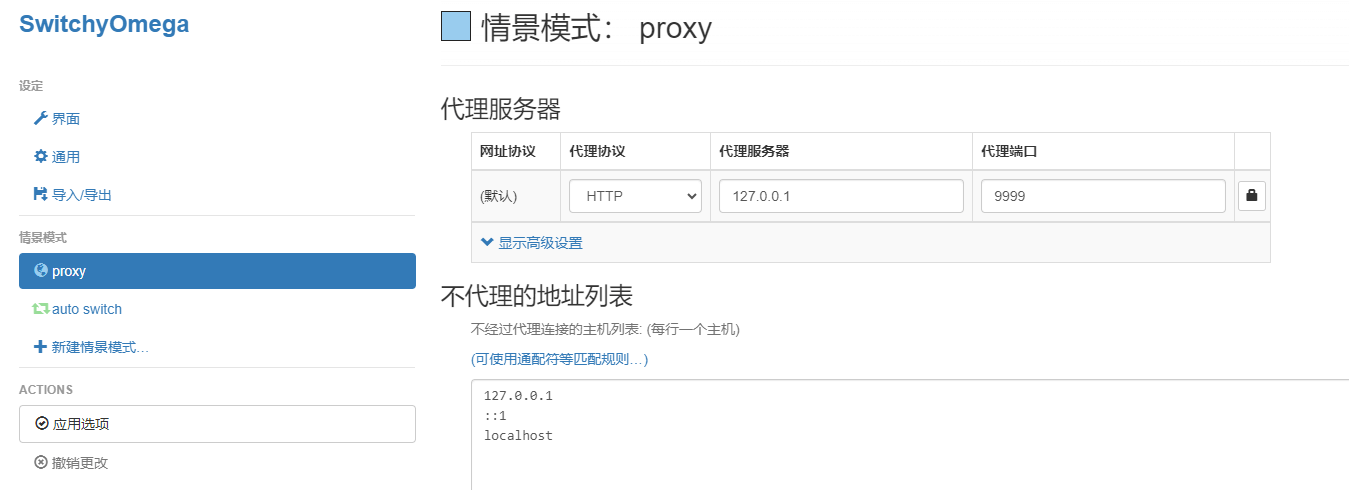 SwitchyOmega
设定
界面
通用
导入/导出
情景模式
proxy
auto switch
新建情景模式…
ACTIONS
应用选项
撤销更改
情景模式： proxy
代理服务器
网址协议 代理协议 代理服务器 代理端口
(默认) HTTP 127.0.0.1 9999
显示高级设置
不代理的地址列表
不经过代理连接的主机列表: (每行一个主机)
(可使用通配符等匹配规则…)
127.0.0.1
::1
localhost